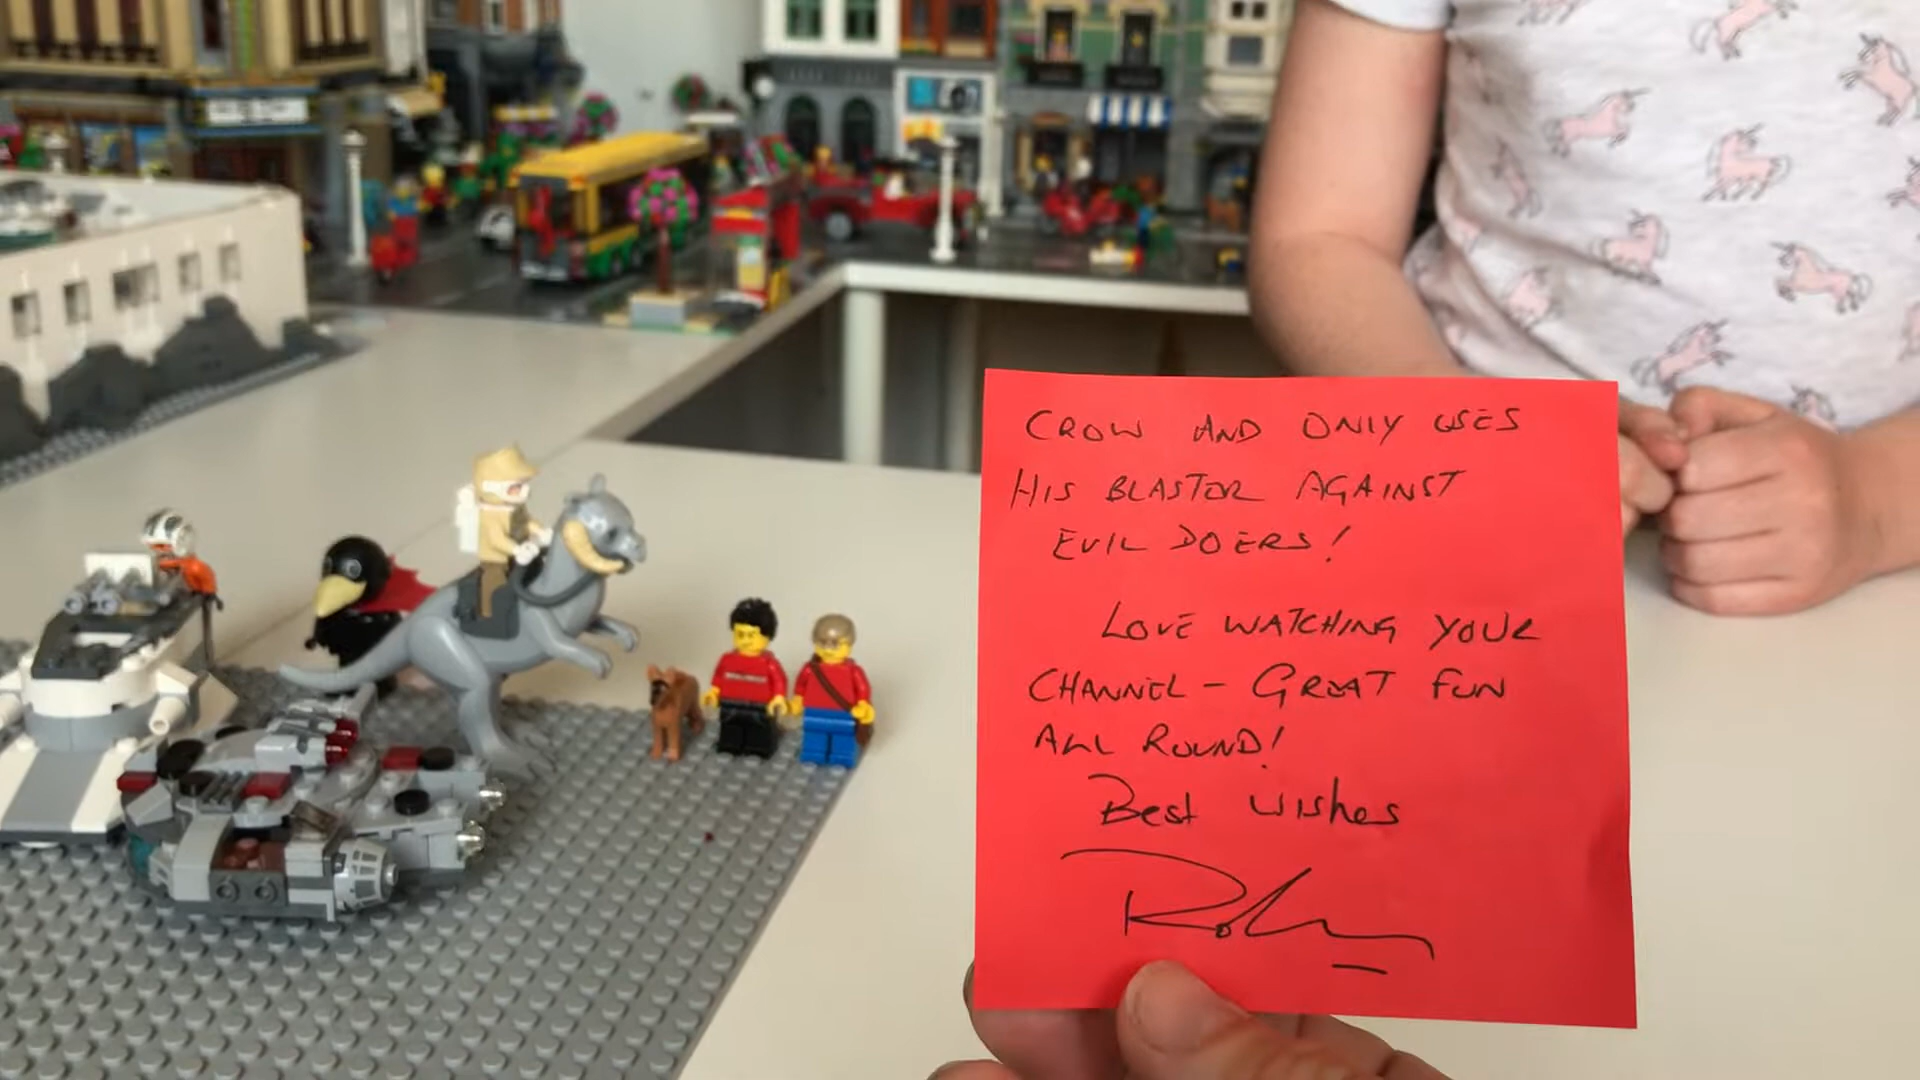 CROW AND ONLY USES
HIS BLASTER AGAINST
EVIL DOERS!
LOVE WATCHING YOUR
CHANNEL - GREAT FUN
ALL ROUND!
Best wishes